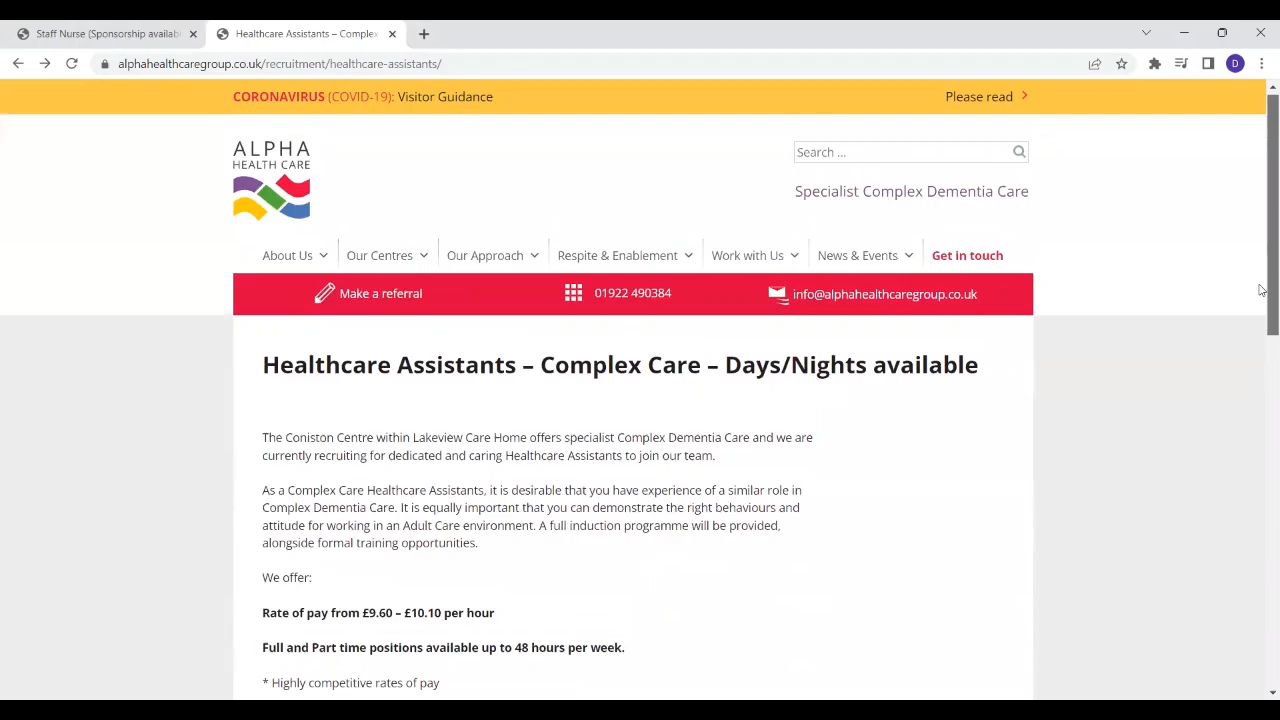 Staff Nurse (Sponsorship availab
Healthcare Assistants – Complex
alphahealthcaregroup.co.uk/recruitment/healthcare-assistants/
D
CORONAVIRUS (COVID-19): Visitor Guidance
Please read
ALPHA
HEALTH CARE
Search ...
Specialist Complex Dementia Care
About Us
Our Centres
Our Approach
Respite & Enablement
Work with Us
News & Events
Get in touch
Make a referral
01922 490384
info@alphahealthcaregroup.co.uk
Healthcare Assistants – Complex Care – Days/Nights available
The Coniston Centre within Lakeview Care Home offers specialist Complex Dementia Care and we are
currently recruiting for dedicated and caring Healthcare Assistants to join our team.
As a Complex Care Healthcare Assistants, it is desirable that you have experience of a similar role in
Complex Dementia Care. It is equally important that you can demonstrate the right behaviours and
attitude for working in an Adult Care environment. A full induction programme will be provided,
alongside formal training opportunities.
We offer:
Rate of pay from £9.60 – £10.10 per hour
Full and Part time positions available up to 48 hours per week.
* Highly competitive rates of pay